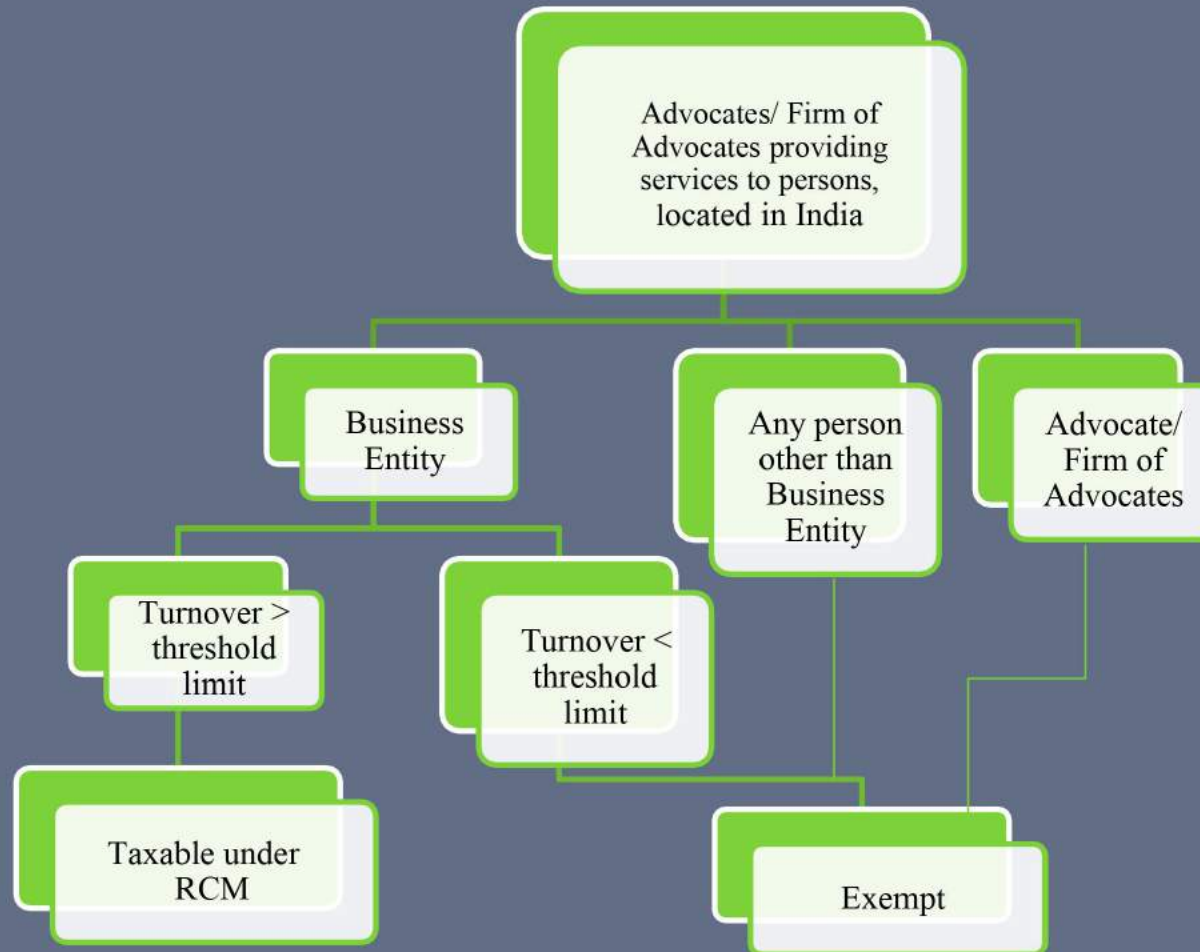 Advocates/ Firm of
Advocates providing
services to persons,
located in India
Business
Entity
Any person
other than
Business
Entity
Advocate/
Firm of
Advocates
Turnover >
threshold
limit
Turnover <
threshold
limit
Taxable under
RCM
Exempt